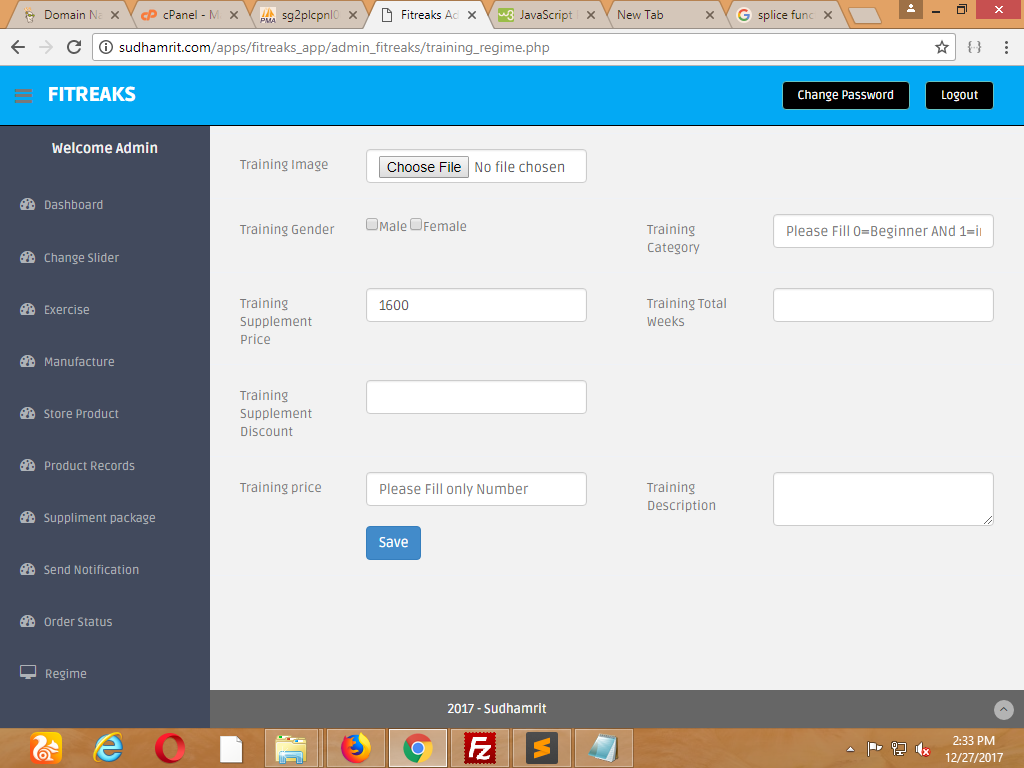 Domain Na
cPanel - M
sg2plcpnl0
Fitreaks Ad
JavaScript
New Tab
splice func
sudhamrit.com/apps/fitreaks_app/admin_fitreaks/training_regime.php
FITREAKS
Change Password
Logout
Welcome Admin
Dashboard
Change Slider
Exercise
Manufacture
Store Product
Product Records
Suppliment package
Send Notification
Order Status
Regime
Training Image
Choose File No file chosen
Training Gender
Male Female
Training
Category
Please Fill 0=Beginner ANd 1=i
Training
Supplement
Price
1600
Training Total
Weeks
Training
Supplement
Discount
Training price
Please Fill only Number
Training
Description
Save
2017 - Sudhamrit
2:33 PM
12/27/2017